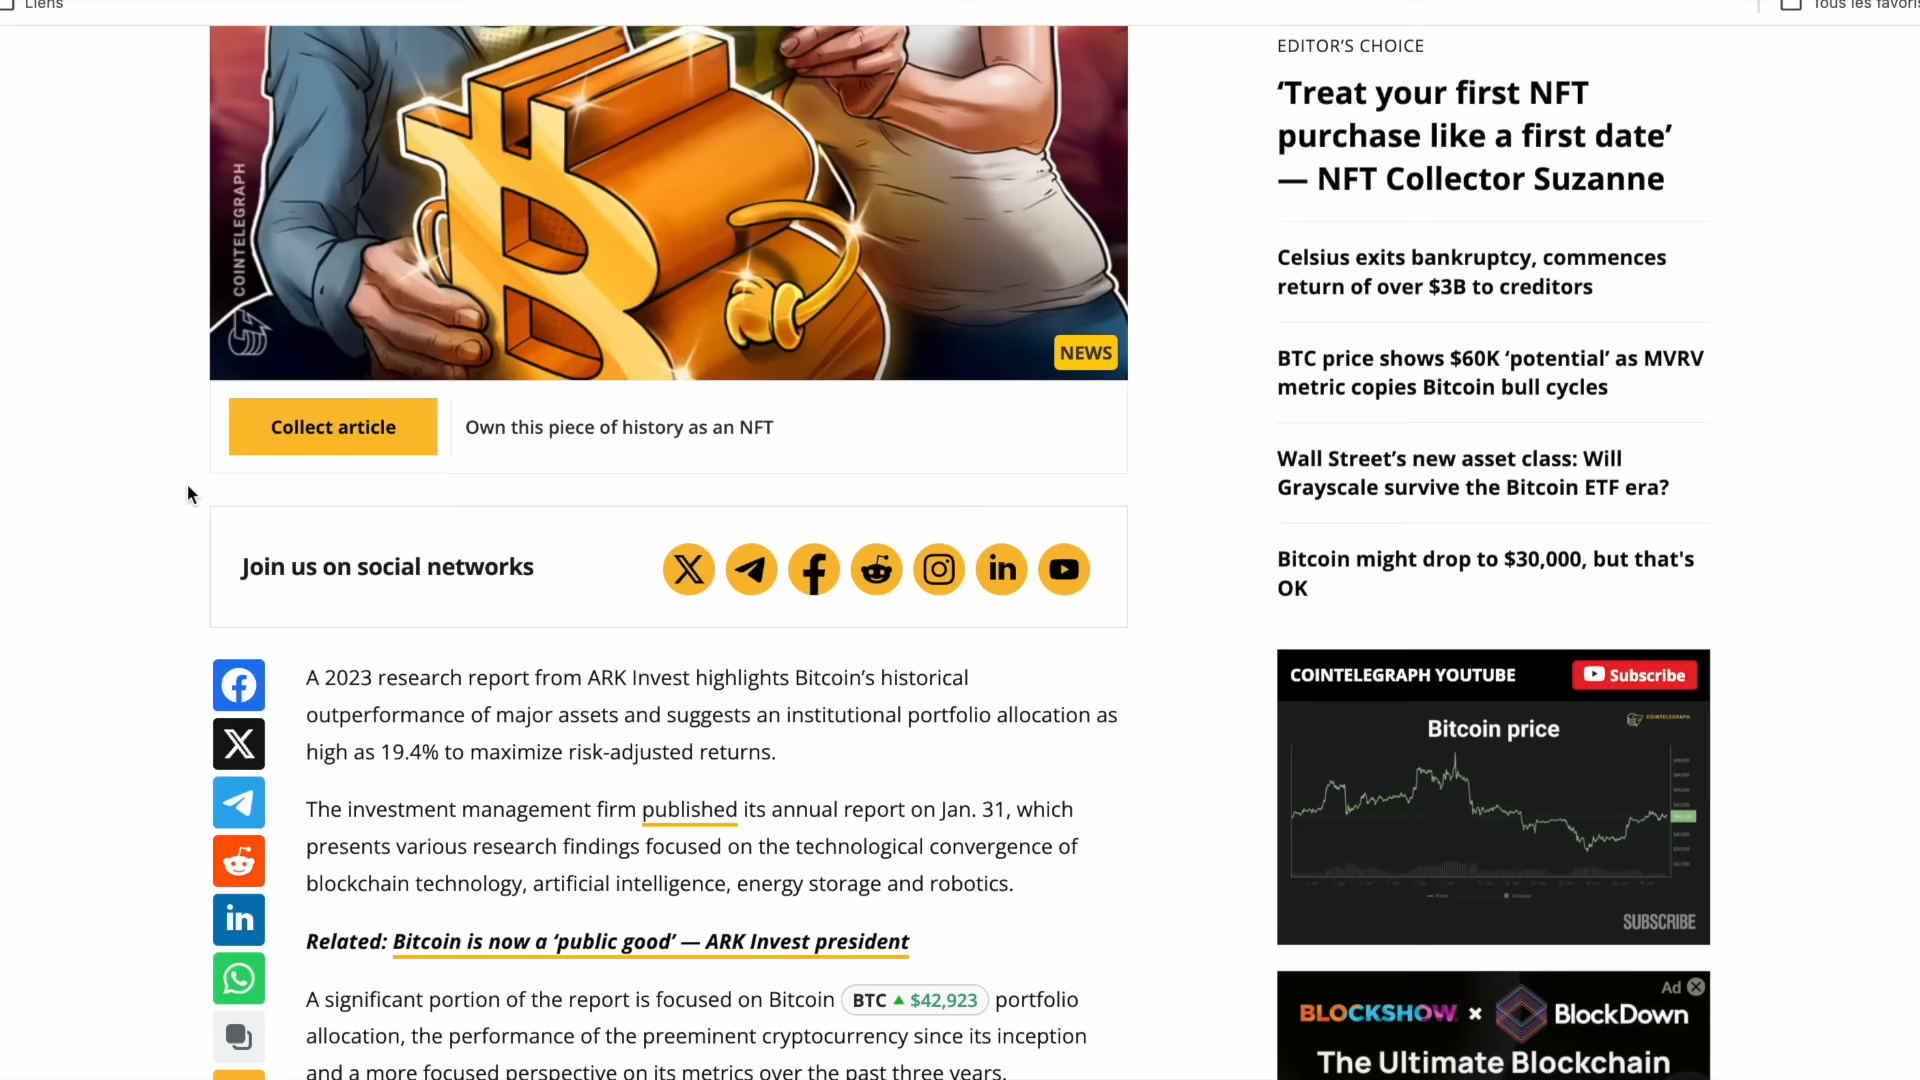 Liens
Tous les favoris
COINTELEGRAPH
NEWS
Collect article
Own this piece of history as an NFT
Join us on social networks
A 2023 research report from ARK Invest highlights Bitcoin’s historical
outperformance of major assets and suggests an institutional portfolio allocation as
high as 19.4% to maximize risk-adjusted returns.
The investment management firm published its annual report on Jan. 31, which
presents various research findings focused on the technological convergence of
blockchain technology, artificial intelligence, energy storage and robotics.
Related: Bitcoin is now a ‘public good’ — ARK Invest president
A significant portion of the report is focused on Bitcoin BTC ▲ $42,923 portfolio
allocation, the performance of the preeminent cryptocurrency since its inception
and a more focused perspective on its metrics over the past three years.
EDITOR’S CHOICE
‘Treat your first NFT
purchase like a first date’
— NFT Collector Suzanne
Celsius exits bankruptcy, commences
return of over $3B to creditors
BTC price shows $60K ‘potential’ as MVRV
metric copies Bitcoin bull cycles
Wall Street’s new asset class: Will
Grayscale survive the Bitcoin ETF era?
Bitcoin might drop to $30,000, but that's
OK
COINTELEGRAPH YOUTUBE
Subscribe
COINTELEGRAPH
Bitcoin price
SUBSCRIBE
Ad
BLOCKSHOW × BlockDown
The Ultimate Blockchain